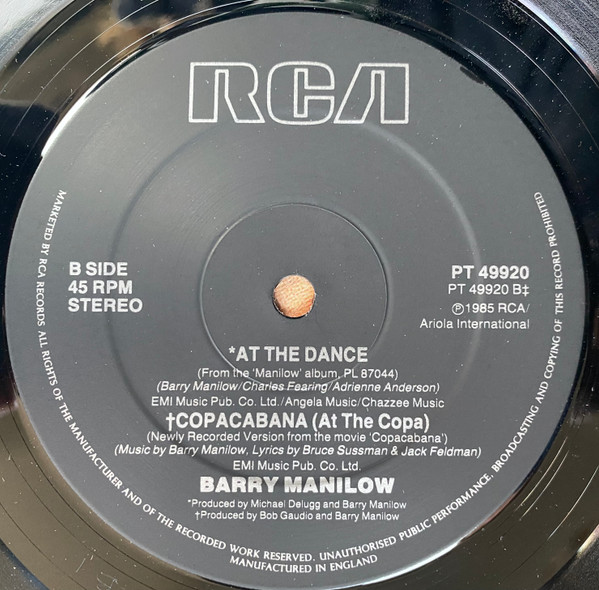 RCA
B SIDE
45 RPM
STEREO
PT 49920
PT 49920 B‡
℗1985 RCA/
Ariola International
*AT THE DANCE
(From the 'Manilow' album, PL 87044)
(Barry Manilow/Charles Fearing/Adrienne Anderson)
EMI Music Pub. Co. Ltd./Angela Music/Chazzee Music
†COPACABANA (At The Copa)
(Newly Recorded Version from the movie 'Copacabana')
(Music by Barry Manilow, Lyrics by Bruce Sussman & Jack Feldman)
EMI Music Pub. Co. Ltd.
BARRY MANILOW
*Produced by Michael Delugg and Barry Manilow
†Produced by Bob Gaudio and Barry Manilow
MARKETED BY RCA RECORDS ALL RIGHTS OF THE MANUFACTURER AND OF THE RECORDED WORK RESERVED. UNAUTHORISED PUBLIC PERFORMANCE, BROADCASTING AND COPYING OF THIS RECORD PROHIBITED
MANUFACTURED IN ENGLAND